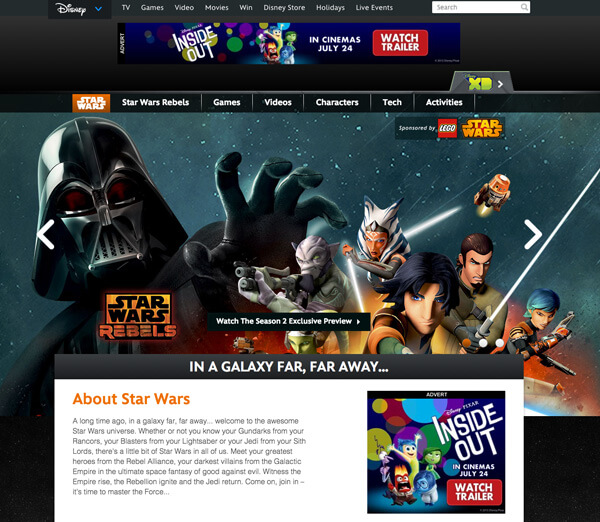 Disney
TV Games Video Movies Win Disney Store Holidays Live Events
Search
ADVERT
DISNEY PIXAR
INSIDE OUT
IN CINEMAS JULY 24
WATCH TRAILER
Disney XD
STAR WARS
Star Wars Rebels Games Videos Characters Tech Activities
Sponsored by LEGO STAR WARS
STAR WARS
REBELS
Watch The Season 2 Exclusive Preview
IN A GALAXY FAR, FAR AWAY...
About Star Wars
A long time ago, in a galaxy far, far away... welcome to the awesome
Star Wars universe. Whether or not you know your Gundarks from your
Rancors, your Blasters from your Lightsaber or your Jedi from your Sith
Lords, there's a little bit of Star Wars in all of us. Meet your greatest
heroes from the Rebel Alliance, your darkest villains from the Galactic
Empire in the ultimate space fantasy of good against evil. Witness the
Empire rise, the Rebellion ignite and the Jedi return. Come on, join in –
it's time to master the Force...
ADVERT
DISNEY PIXAR
INSIDE
OUT
IN CINEMAS
JULY 24
WATCH
TRAILER